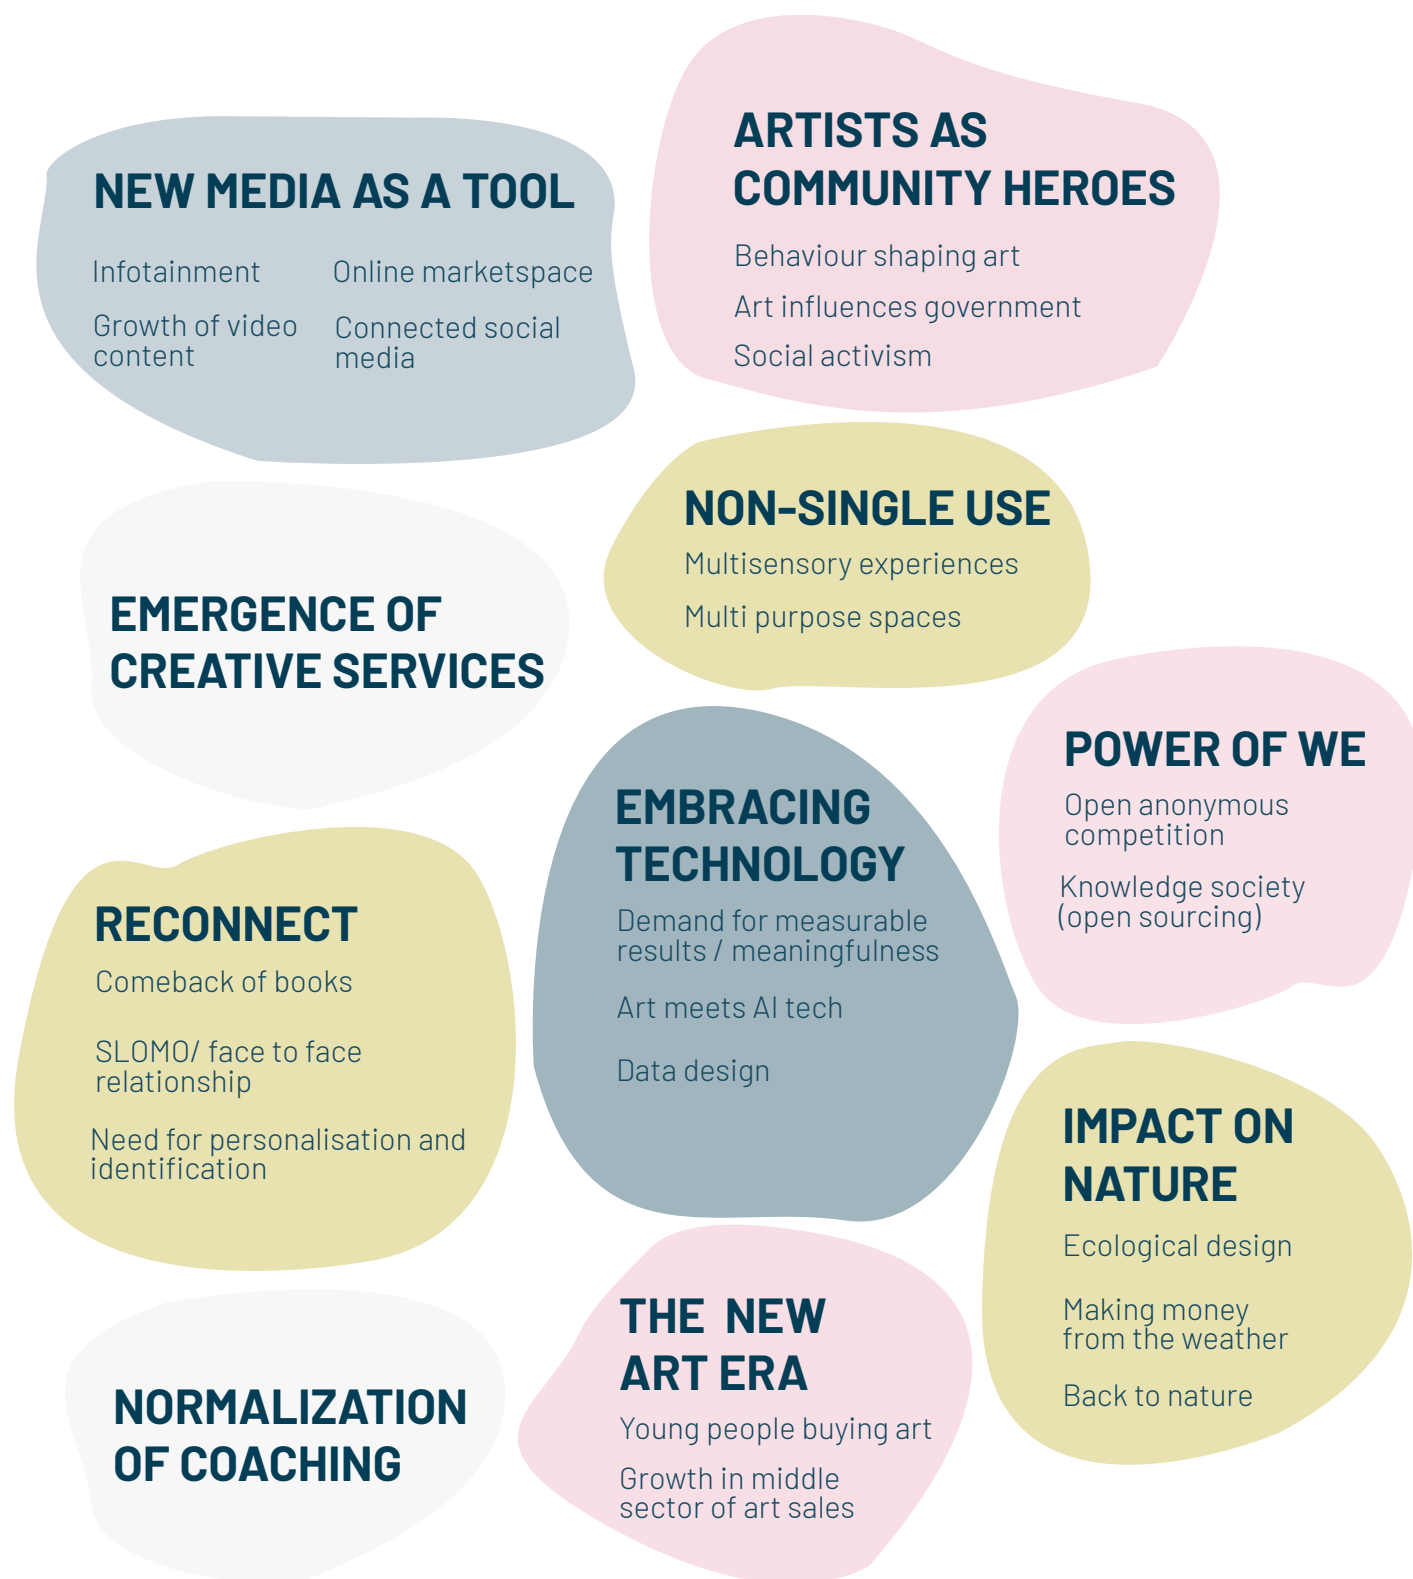 NEW MEDIA AS A TOOL
Infotainment
Growth of video
content
Online marketspace
Connected social
media
ARTISTS AS
COMMUNITY HEROES
Behaviour shaping art
Art influences government
Social activism
NON-SINGLE USE
Multisensory experiences
Multi purpose spaces
EMERGENCE OF
CREATIVE SERVICES
POWER OF WE
Open anonymous
competition
Knowledge society
(open sourcing)
EMBRACING
TECHNOLOGY
Demand for measurable
results / meaningfulness
Art meets AI tech
Data design
RECONNECT
Comeback of books
SLOMO/ face to face
relationship
Need for personalisation and
identification
IMPACT ON
NATURE
Ecological design
Making money
from the weather
Back to nature
THE NEW
ART ERA
Young people buying art
Growth in middle
sector of art sales
NORMALIZATION
OF COACHING